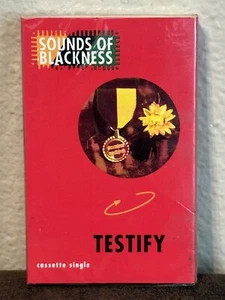 SOUNDS OF
BLACKNESS
TESTIFY
cassette single